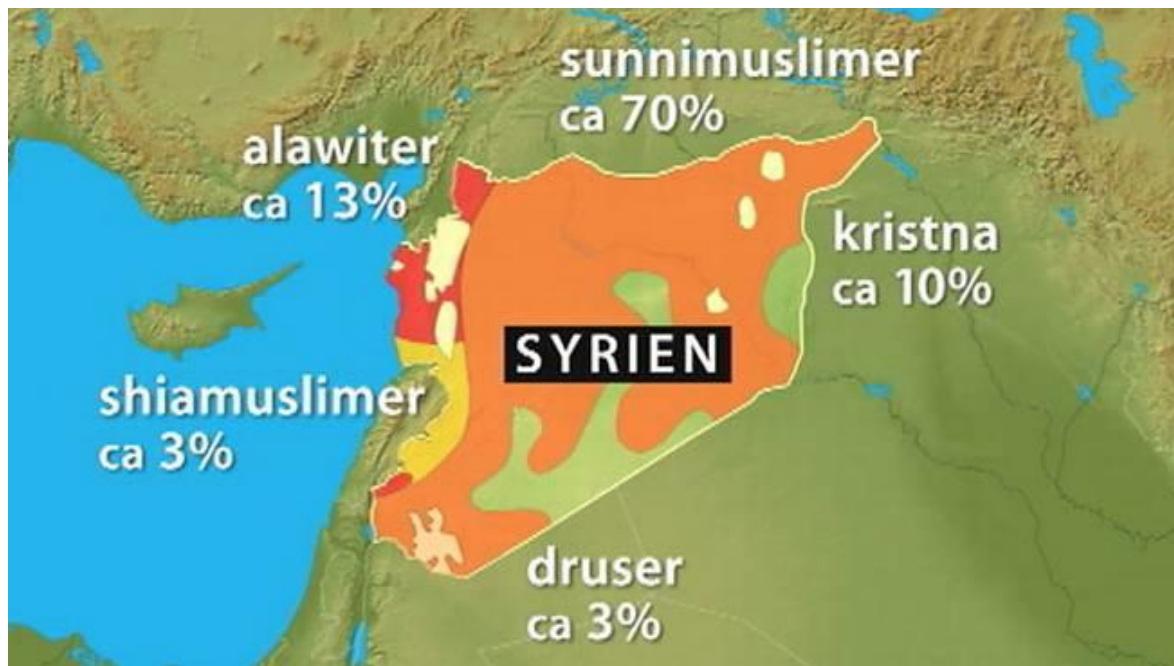 sunnimuslimer
ca 70%
alawiter
ca 13%
kristna
ca 10%
SYRIEN
shiamuslimer
ca 3%
druser
ca 3%